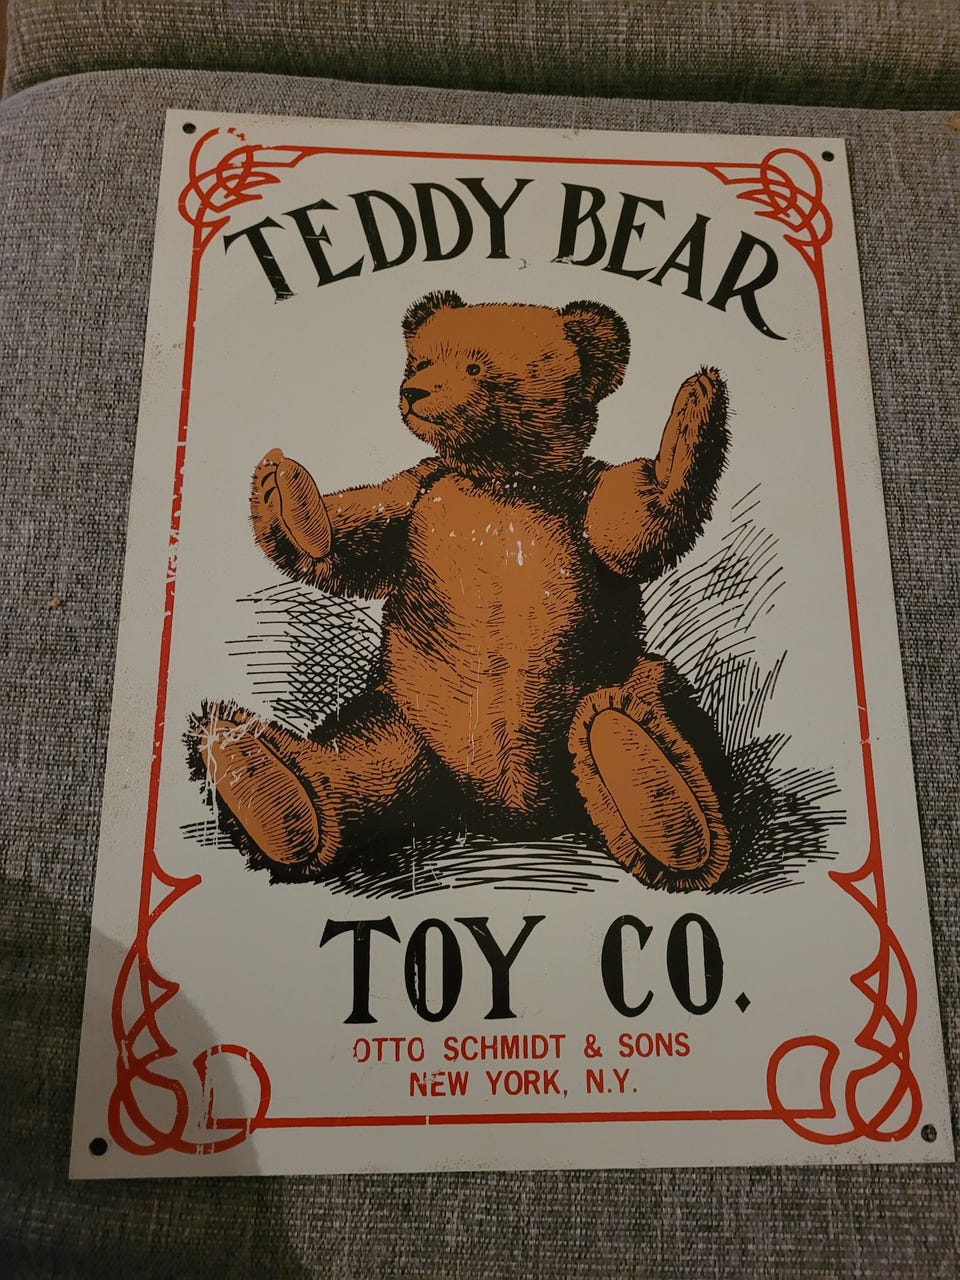 TEDDY BEAR
TOY CO.
OTTO SCHMIDT & SONS
NEW YORK, N.Y.